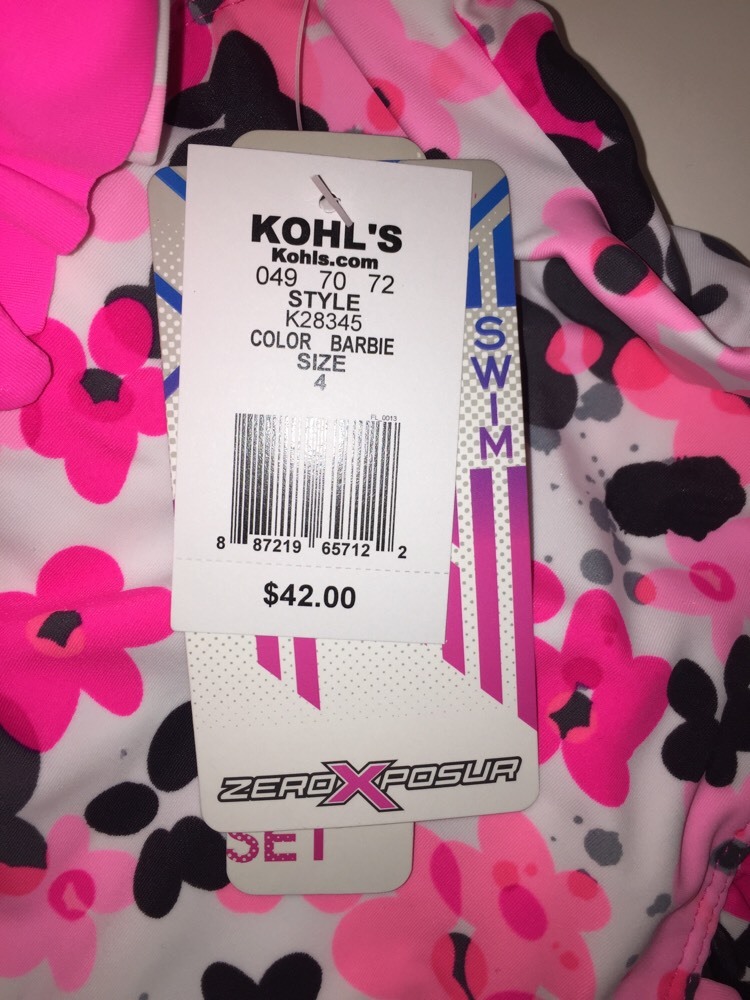 KOHL'S
Kohls.com
049 70 72
STYLE
K28345
COLOR BARBIE
SIZE
4
FL_0013
8 87219 65712 2
$42.00
SWIM
ZEROXPOSUR
SET